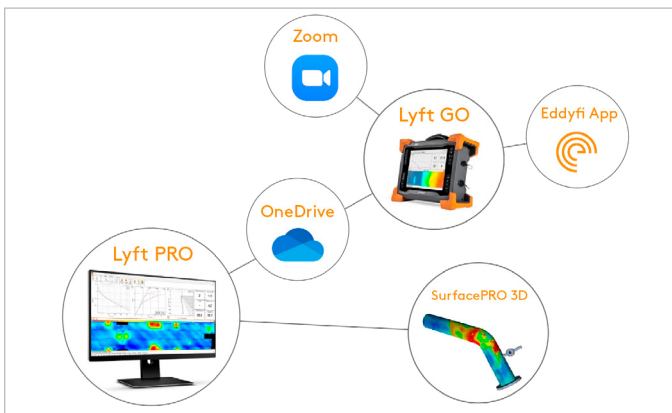 Zoom
Lyft GO
Eddyfi App
OneDrive
Lyft PRO
SurfacePRO 3D